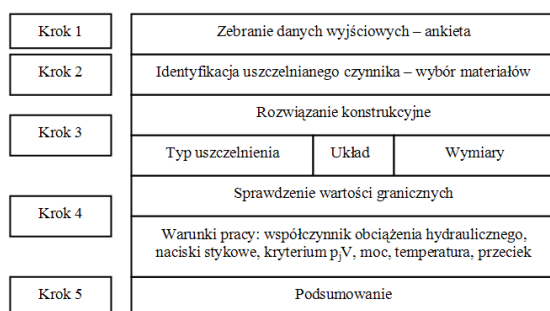 Krok 1
Zebranie danych wyjściowych – ankieta
Krok 2
Identyfikacja uszczelnianego czynnika – wybór materiałów
Krok 3
Rozwiązanie konstrukcyjne
Typ uszczelnienia
Układ
Wymiary
Krok 4
Sprawdzenie wartości granicznych
Warunki pracy: współczynnik obciążenia hydraulicznego,
naciski stykowe, kryterium pjV, moc, temperatura, przeciek
Krok 5
Podsumowanie